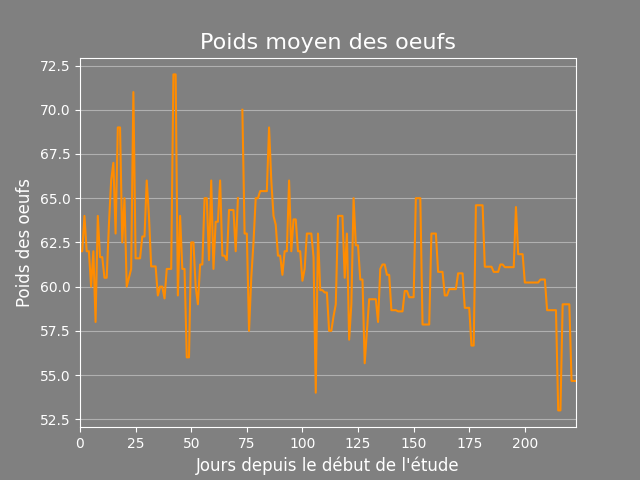 Poids moyen des oeufs
Poids des oeufs
72.5
70.0
67.5
65.0
62.5
60.0
57.5
55.0
52.5
0 25 50 75 100 125 150 175 200
Jours depuis le début de l'étude